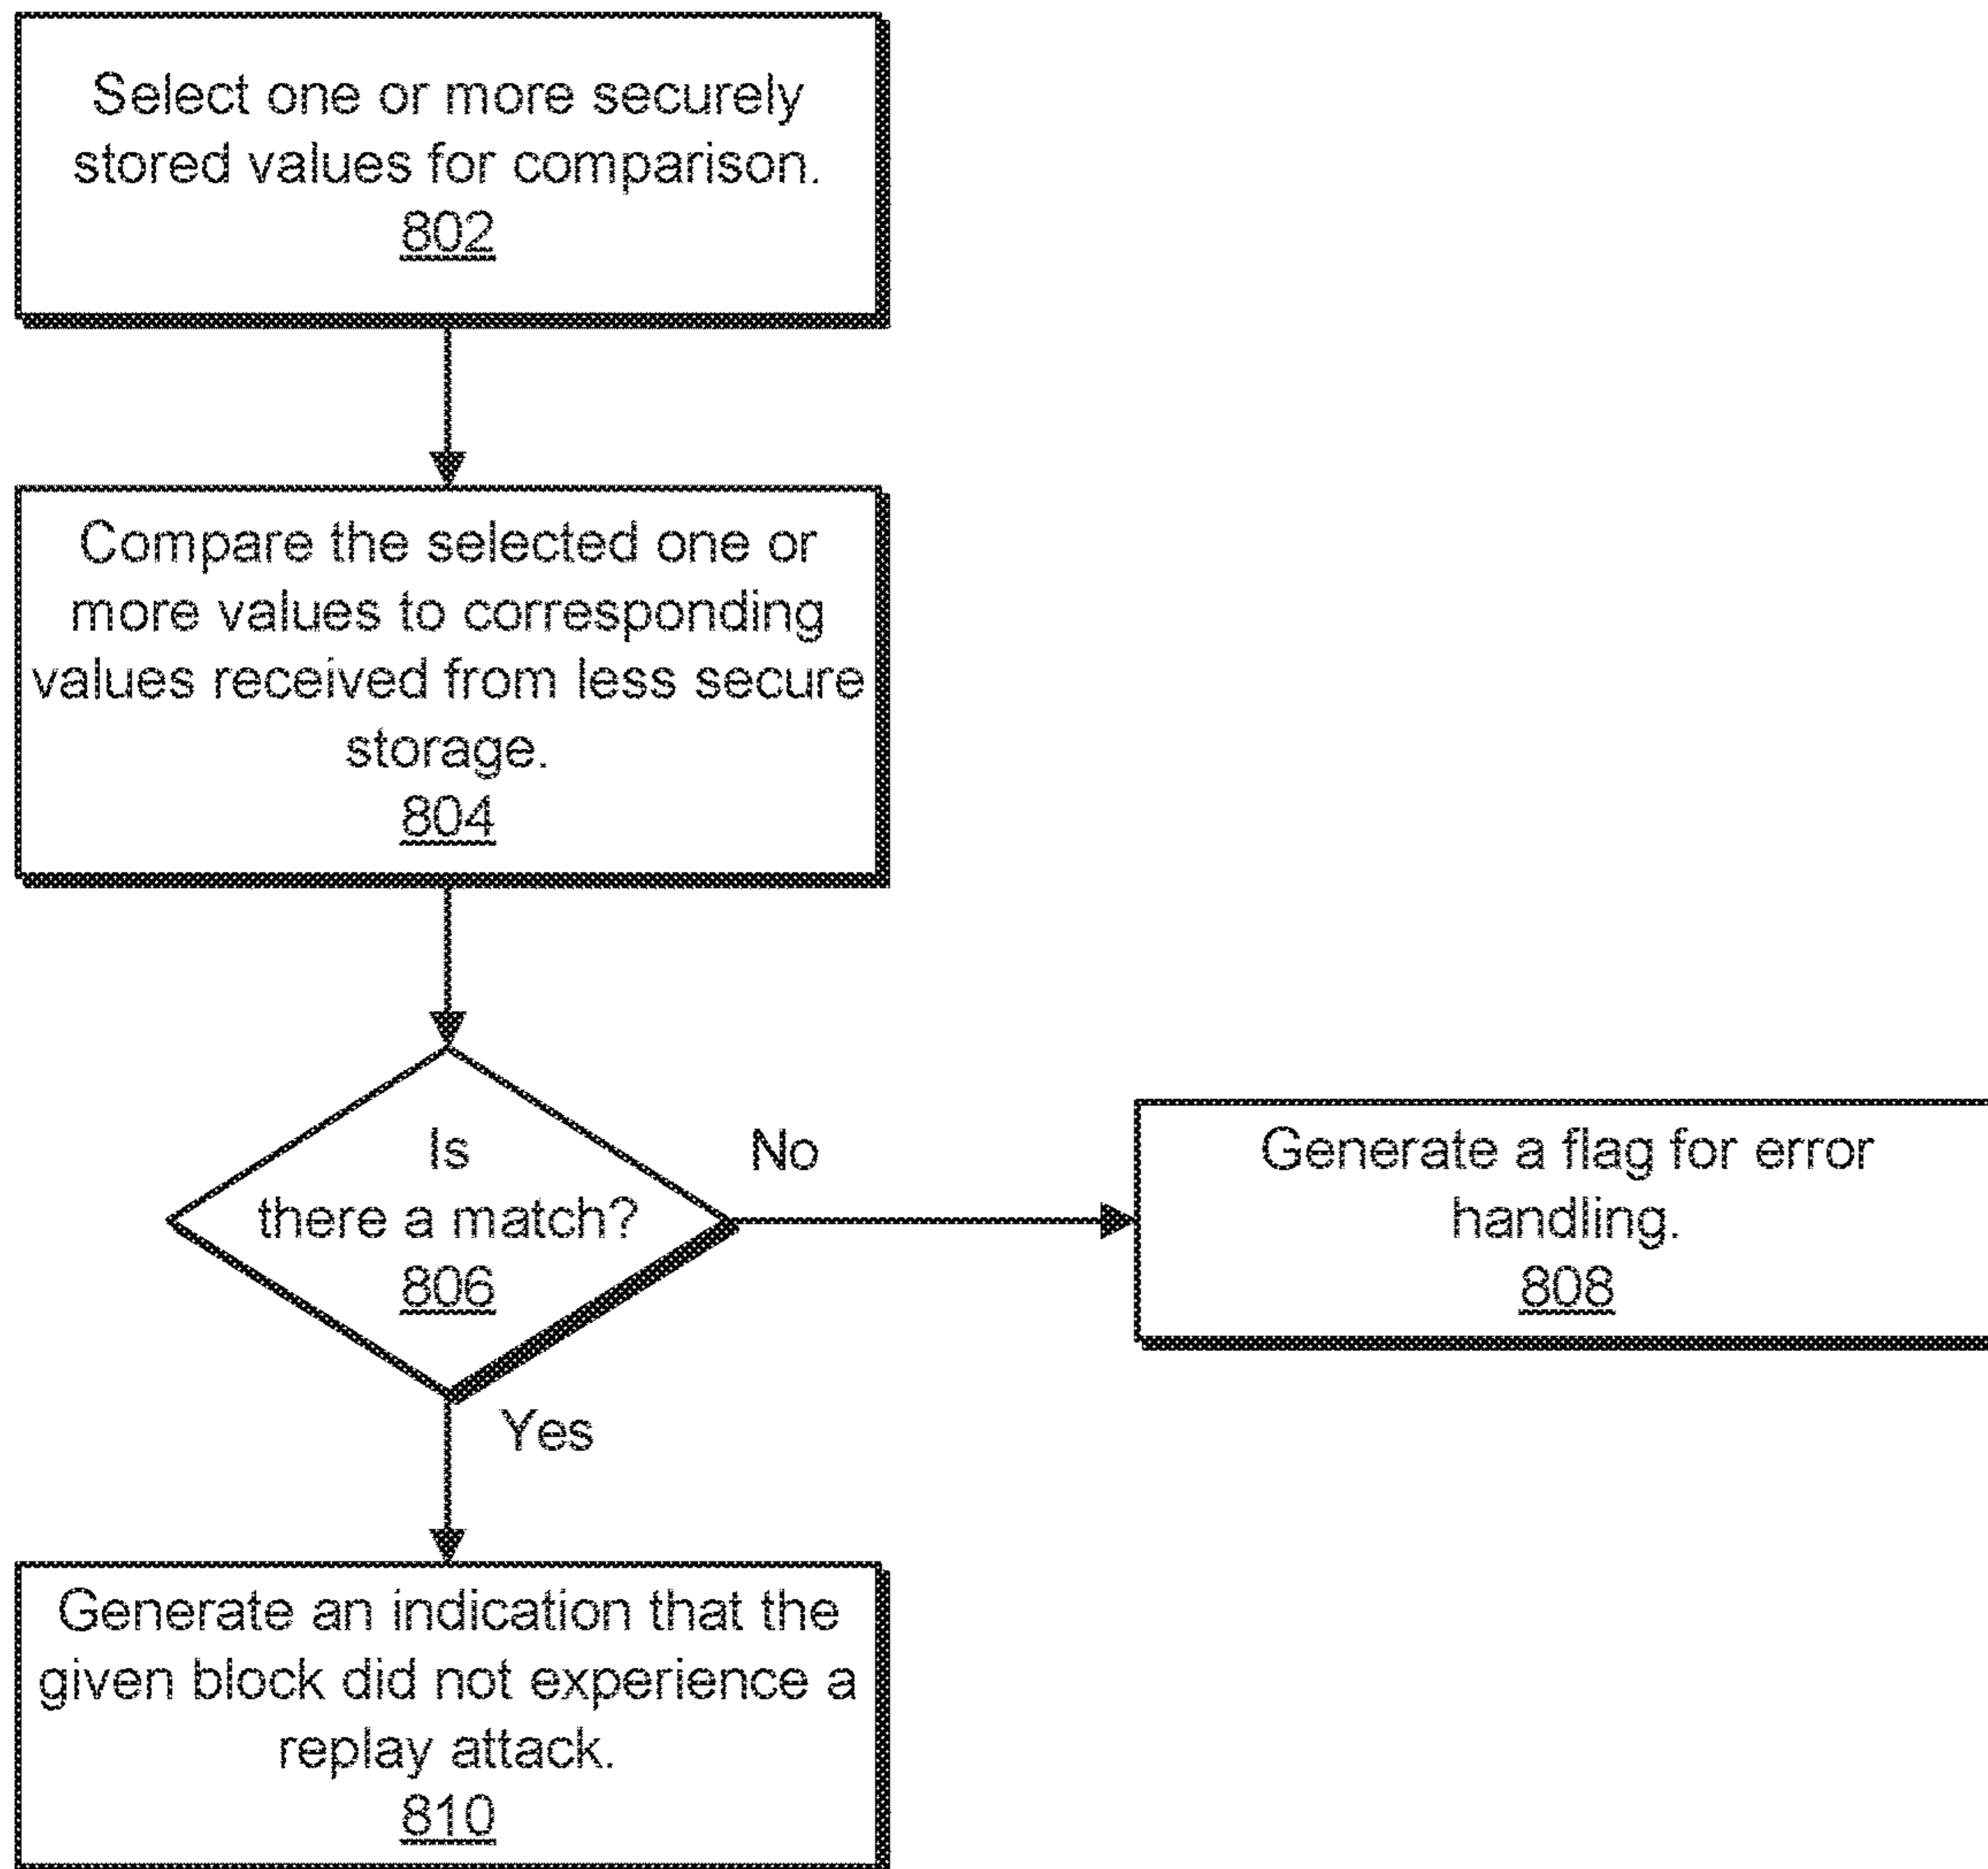 Select one or more securely
stored values for comparison.
802
Compare the selected one or
more values to corresponding
values received from less secure
storage.
804
Is
there a match?
806
No
Generate a flag for error
handling.
808
Yes
Generate an indication that the
given block did not experience a
replay attack.
810